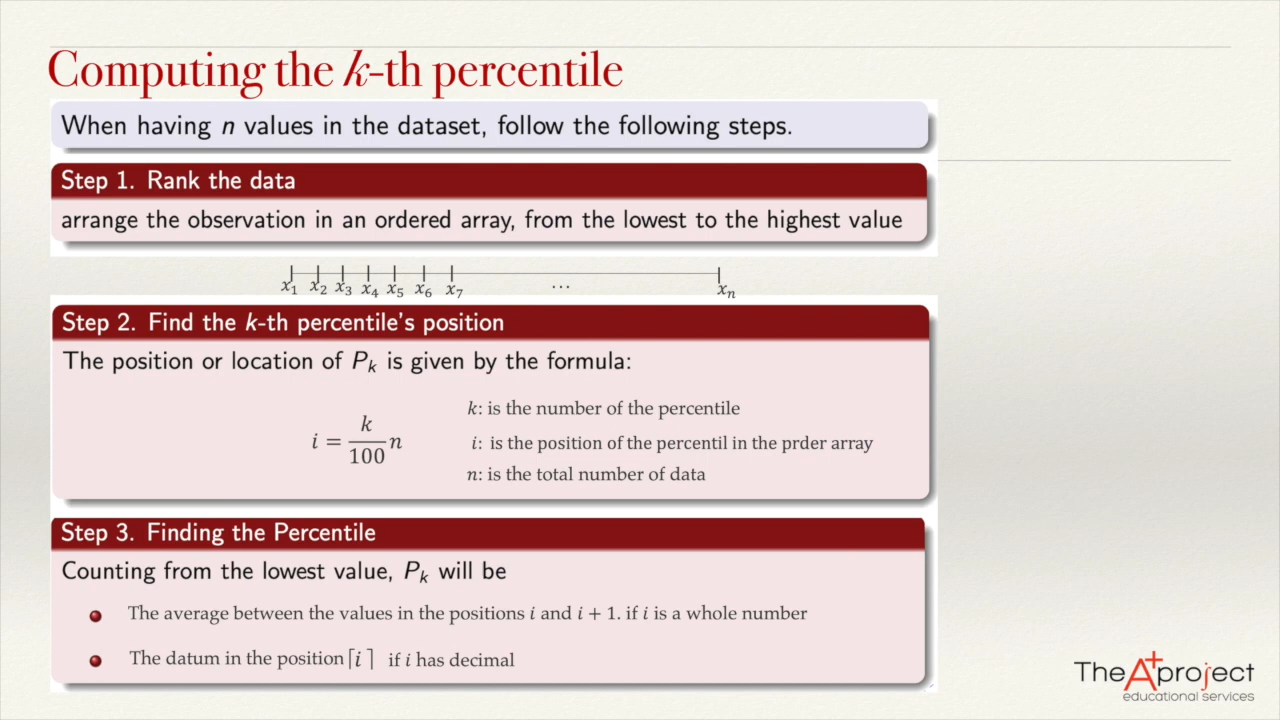 Computing the k-th percentile
When having n values in the dataset, follow the following steps.
Step 1. Rank the data
arrange the observation in an ordered array, from the lowest to the highest value
x₁ x₂ x₃ x₄ x₅ x₆ x₇ … xₙ
Step 2. Find the k-th percentile's position
The position or location of Pₖ is given by the formula:
i = k/100 n
k: is the number of the percentile
i: is the position of the percentil in the prder array
n: is the total number of data
Step 3. Finding the Percentile
Counting from the lowest value, Pₖ will be
The average between the values in the positions i and i + 1. if i is a whole number
The datum in the position ⌈i⌉ if i has decimal
The A+ project
educational services